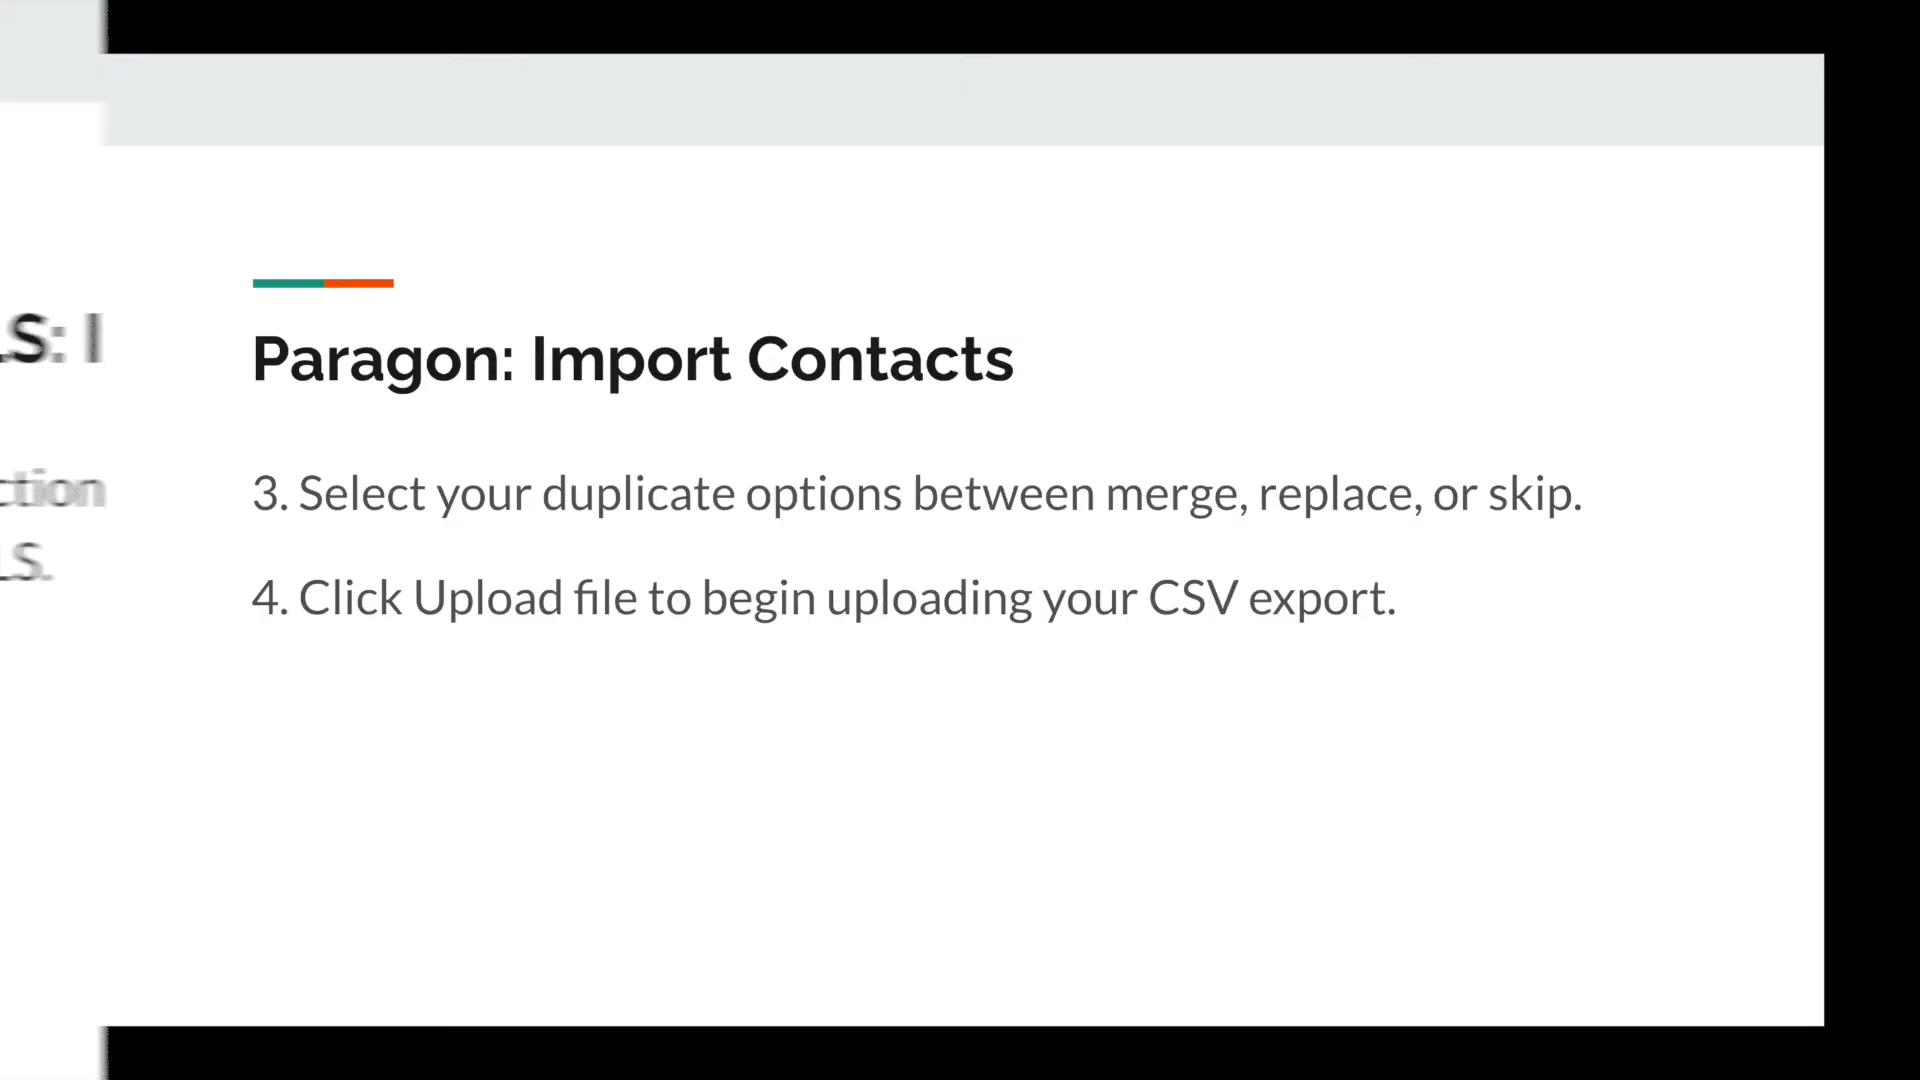 Paragon: Import Contacts
3. Select your duplicate options between merge, replace, or skip.
4. Click Upload file to begin uploading your CSV export.